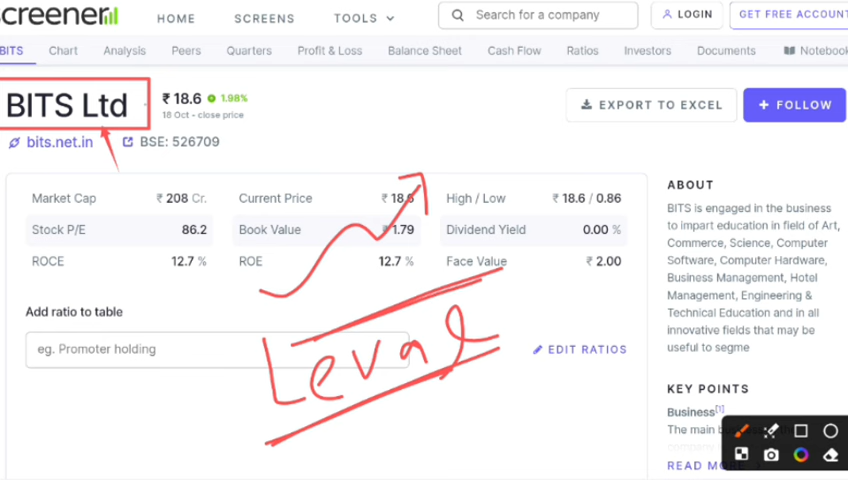 screener
HOME SCREENS TOOLS
Search for a company
LOGIN
GET FREE ACCOUNT
BITS Chart Analysis Peers Quarters Profit & Loss Balance Sheet Cash Flow Ratios Investors Documents Notebook
BITS Ltd
₹ 18.6 1.98%
18 Oct - close price
EXPORT TO EXCEL
+ FOLLOW
bits.net.in BSE: 526709
Market Cap ₹ 208 Cr. Current Price ₹ 18.6 High / Low ₹ 18.6 / 0.86
Stock P/E 86.2 Book Value ₹ 1.79 Dividend Yield 0.00 %
ROCE 12.7 % ROE 12.7 % Face Value ₹ 2.00
Add ratio to table
eg. Promoter holding
EDIT RATIOS
Leval
ABOUT
BITS is engaged in the business
to impart education in field of Art,
Commerce, Science, Computer
Software, Computer Hardware,
Business Management, Hotel
Management, Engineering &
Technical Education and in all
innovative fields that may be
useful to segme
KEY POINTS
Business[1]
The main
READ MORE